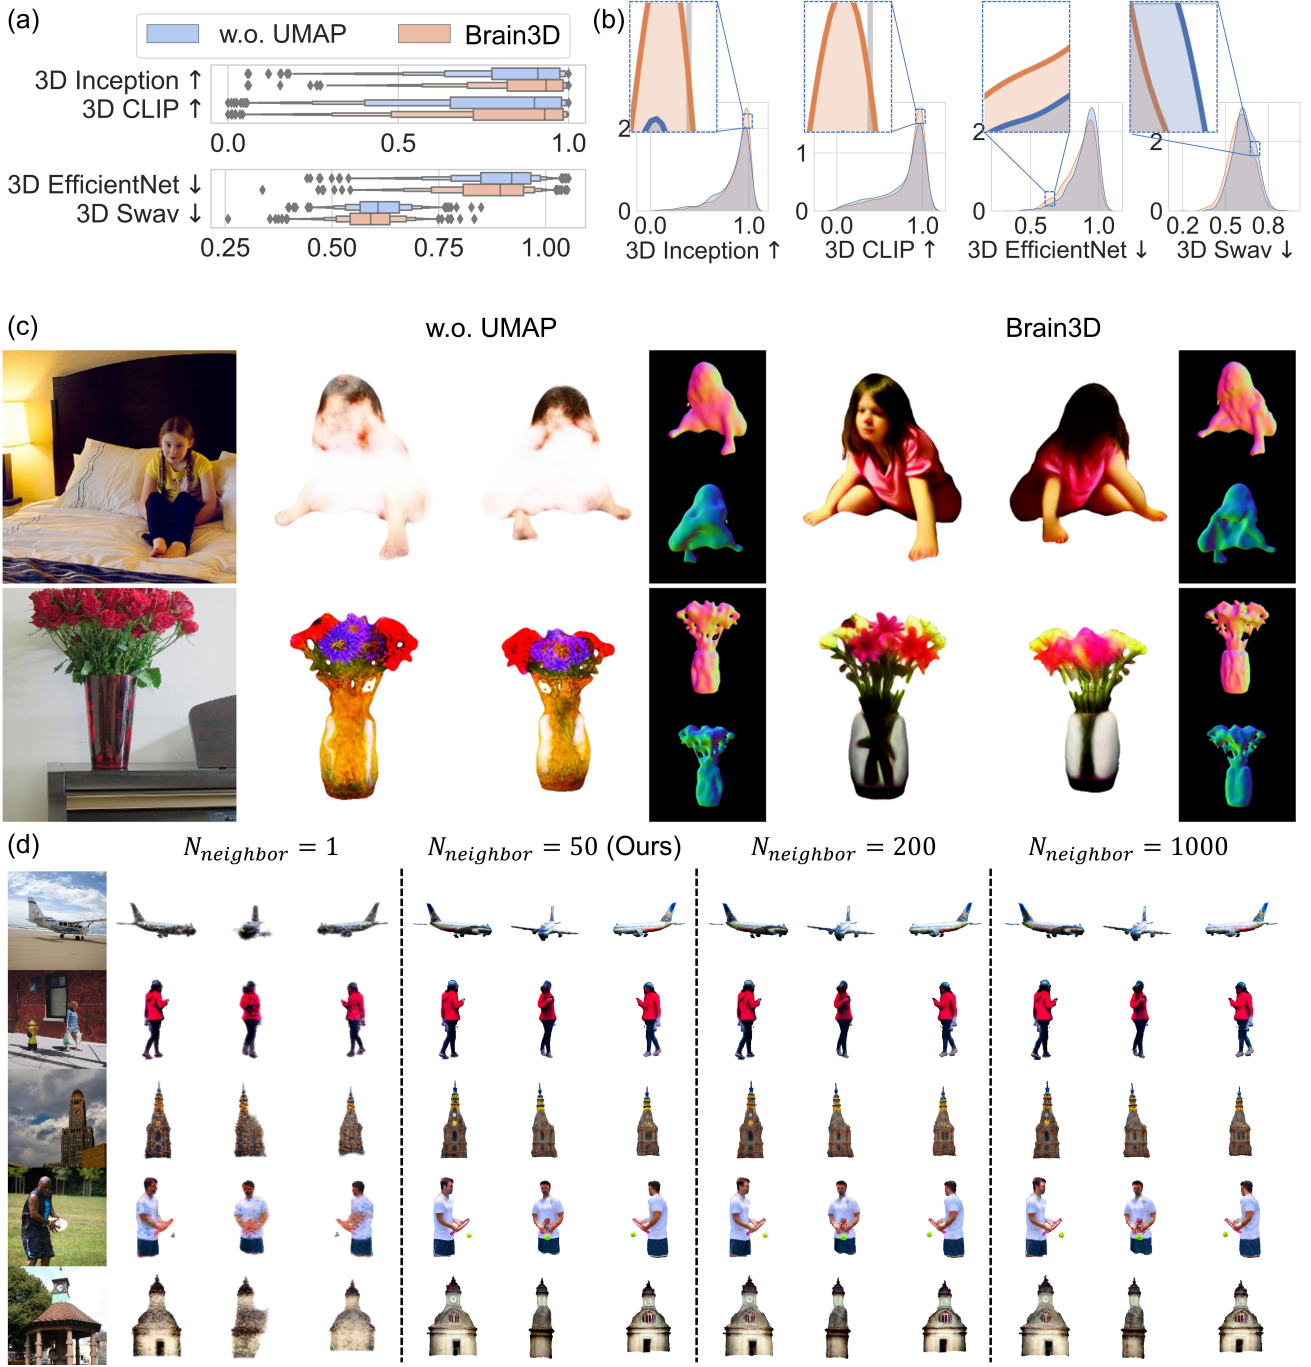 (a)
w.o. UMAP
Brain3D
3D Inception ↑
3D CLIP ↑
0.0
0.5
1.0
3D EfficientNet ↓
3D Swav ↓
0.25
0.50
0.75
1.00
(b)
2
0
0.0
1.0
3D Inception ↑
1
0
0.0
1.0
3D CLIP ↑
2
0
0.0
1.0
3D EfficientNet ↓
2
0
0.2
0.5
0.8
3D Swav ↓
(c)
w.o. UMAP
Brain3D
(d)
N_neighbor = 1
N_neighbor = 50 (Ours)
N_neighbor = 200
N_neighbor = 1000